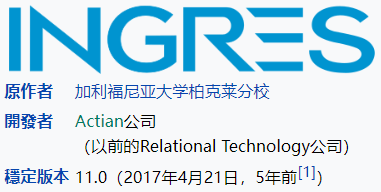 INGRES
原作者 加利福尼亚大学柏克莱分校
開發者 Actian公司
（以前的Relational Technology公司）
穩定版本 11.0（2017年4月21日，5年前[1]）